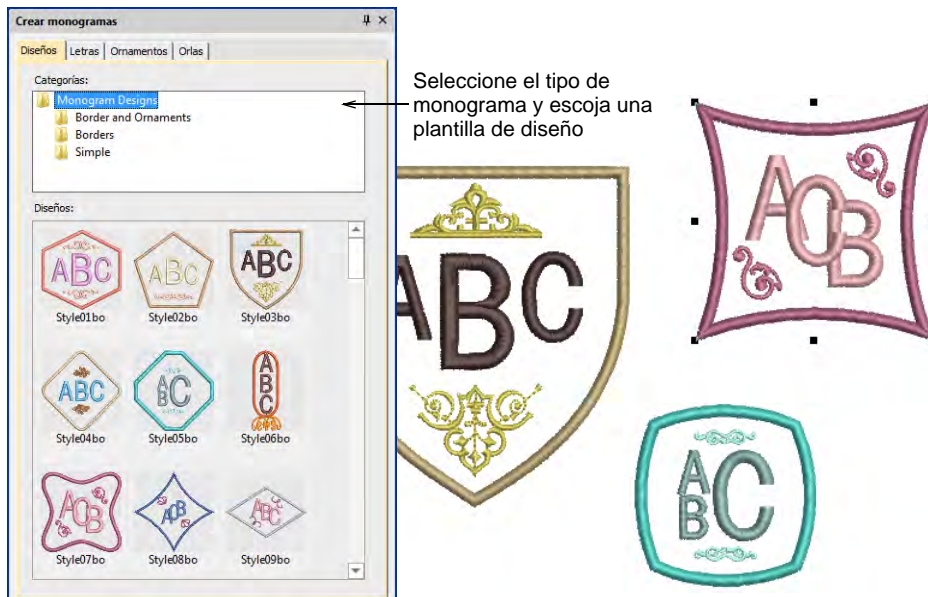 Crear monogramas
Diseños Letras Ornamentos Orlas
Categorías:
Monogram Designs
Border and Ornaments
Borders
Simple
Seleccione el tipo de
monograma y escoja una
plantilla de diseño
Diseños:
ABC ABC ABC
Style01bo Style02bo Style03bo
ABC ABC ABC
Style04bo Style05bo Style06bo
AOB AOB ABC
Style07bo Style08bo Style09bo
ABC
AOB
ABC